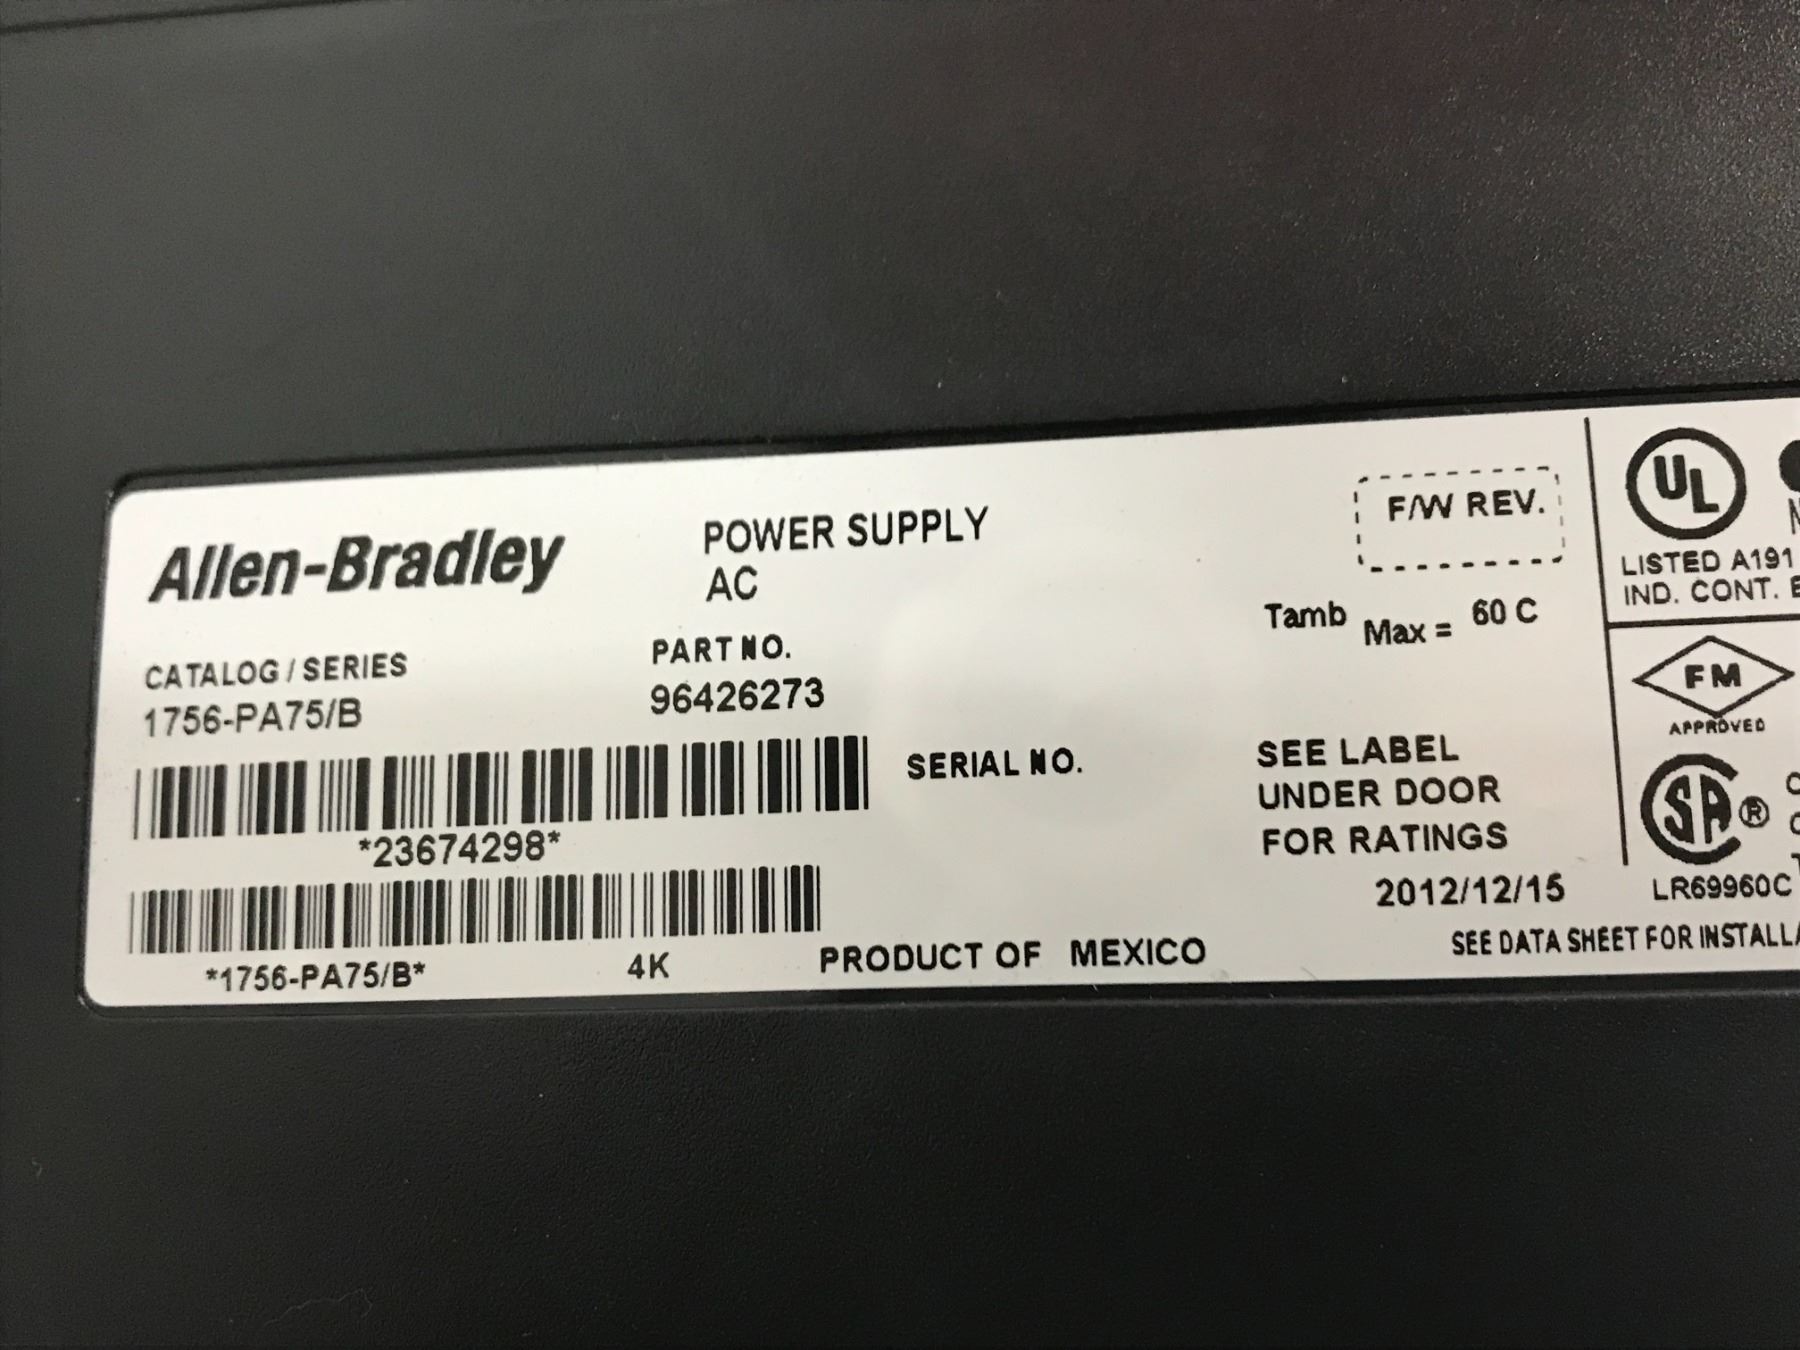 Allen-Bradley
POWER SUPPLY
AC
CATALOG / SERIES
1756-PA75/B
PART NO.
96426273
*23674298*
SERIAL NO.
*1756-PA75/B*
4K
PRODUCT OF MEXICO
F/W REV.
Tamb Max = 60 C
SEE LABEL
UNDER DOOR
FOR RATINGS
2012/12/15
SEE DATA SHEET FOR
UL
LISTED A191
IND. CONT.
FM
APPROVED
SA ®
LR69960C